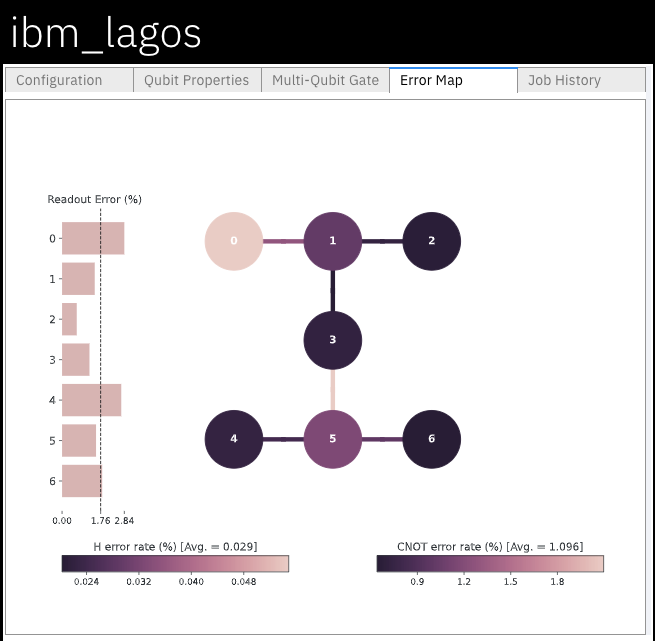 ibm_lagos
Configuration Qubit Properties Multi-Qubit Gate Error Map Job History
Readout Error (%)
0 0 1 2
1
2
3 3
4 4 5 6
5
6
0.00 1.76 2.84
H error rate (%) [Avg. = 0.029] CNOT error rate (%) [Avg. = 1.096]
0.024 0.032 0.040 0.048 0.9 1.2 1.5 1.8